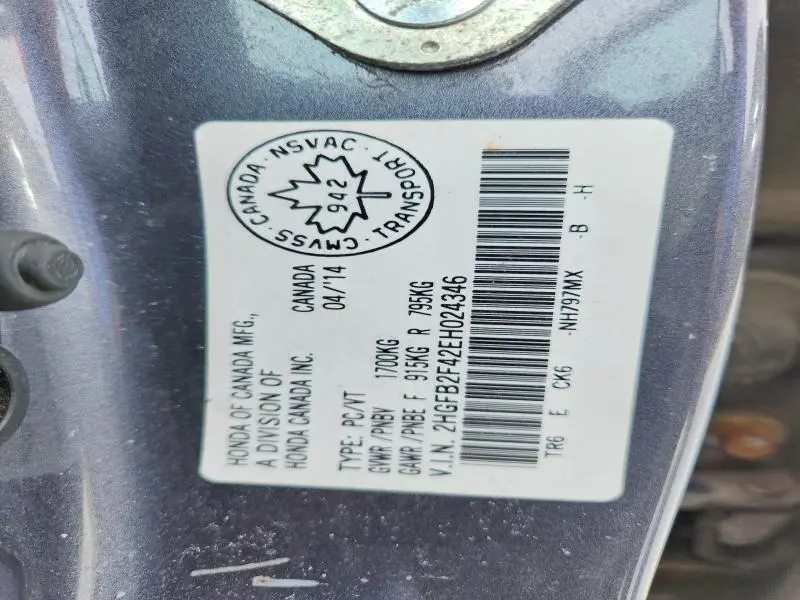 HONDA OF CANADA MFG.,
A DIVISION OF
HONDA CANADA INC.
CANADA
04/'14
CMVSS · CANADA · NSVAC · TRANSPORT ·
942
TYPE: PC/VT
GVWR /PNBV 1700KG
GAWR /PNBE F 915KG R 795KG
V.I.N. 2HGFB2F42EH024346
TR6 E CK6 -NH797MX -B -H